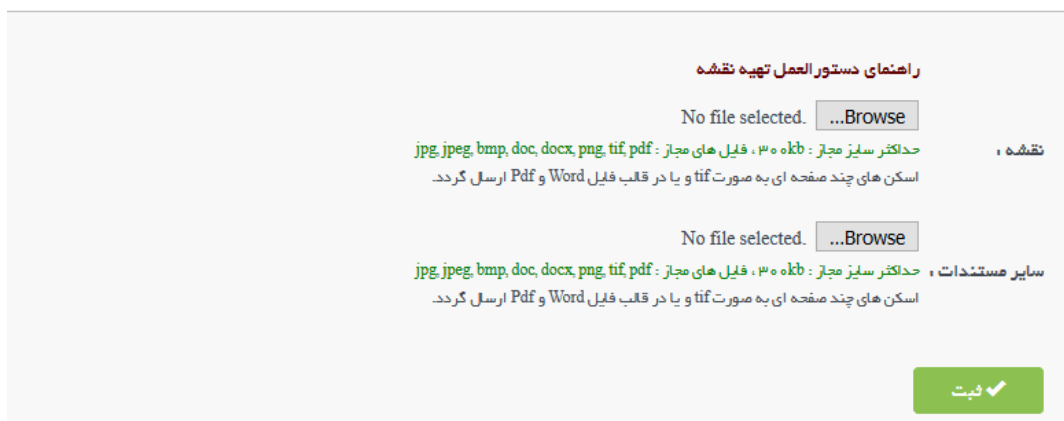 راهنمای دستورالعمل تهیه نقشه
Browse... No file selected.
نقشه :
حداکثر سایز مجاز : ۳۰۰kb ، فایل های مجاز : jpg, jpeg, bmp, doc, docx, png, tif, pdf
اسکن های چند صفحه ای به صورت tif و یا در قالب فایل Word و Pdf ارسال گردد.
Browse... No file selected.
سایر مستندات :
حداکثر سایز مجاز : ۳۰۰kb ، فایل های مجاز : jpg, jpeg, bmp, doc, docx, png, tif, pdf
اسکن های چند صفحه ای به صورت tif و یا در قالب فایل Word و Pdf ارسال گردد.
ثبت